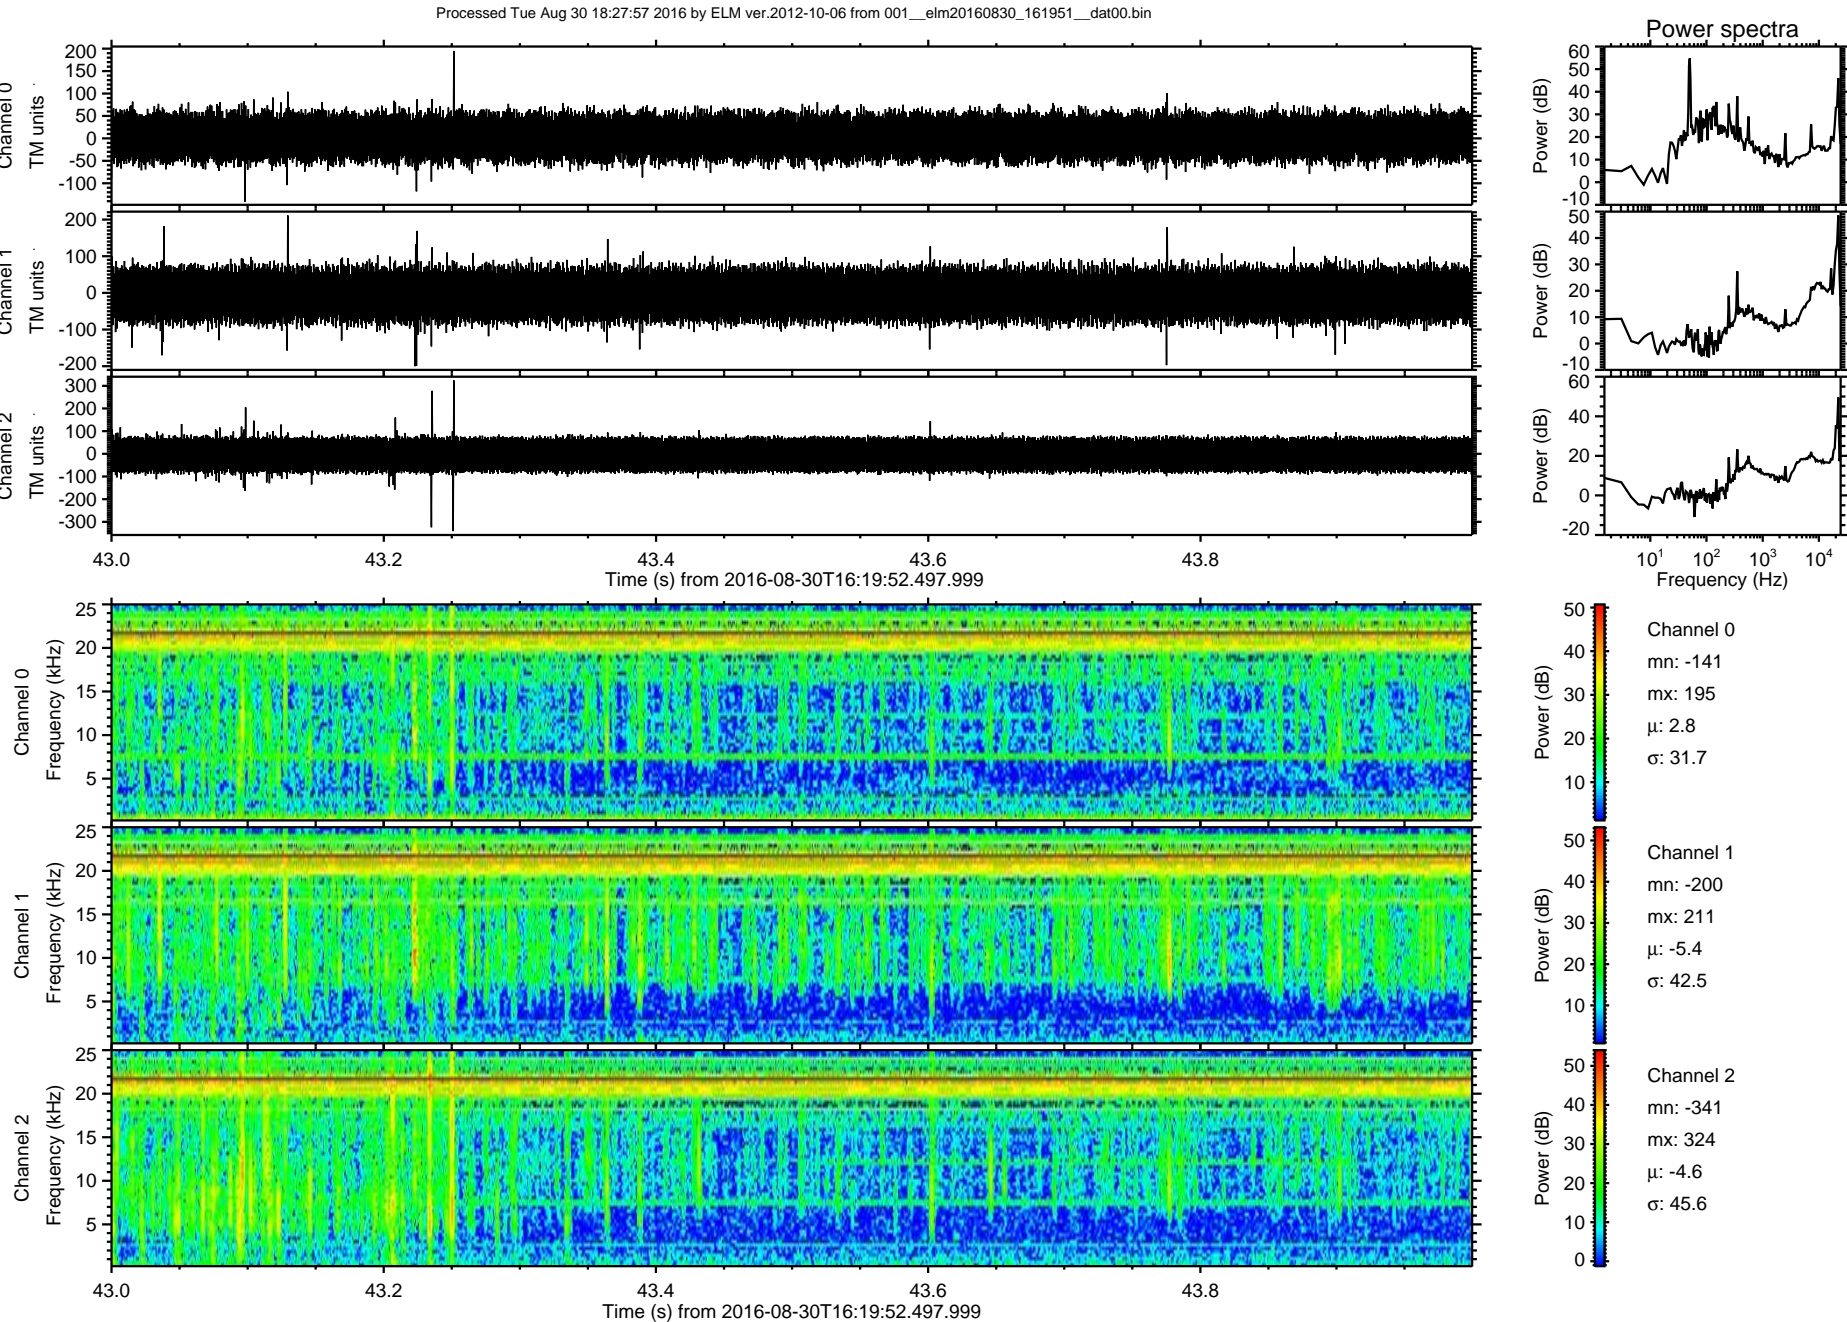 Processed Tue Aug 30 18:27:57 2016 by ELM ver.2012-10-06 from 001__elm20160830_161951__dat00.bin
Power spectra
Channel 0
TM units
200
150
100
50
0
-50
-100
Power (dB)
60
50
40
30
20
10
0
-10
Channel 1
TM units
200
100
0
-100
-200
Power (dB)
50
40
30
20
10
0
-10
Channel 2
TM units
300
200
100
0
-100
-200
-300
Power (dB)
60
40
20
0
-20
43.0 43.2 43.4 43.6 43.8
Time (s) from 2016-08-30T16:19:52.497.999
10^1 10^2 10^3 10^4
Frequency (Hz)
Channel 0
Frequency (kHz)
25
20
15
10
5
Power (dB)
50
40
30
20
10
Channel 0
mn: -141
mx: 195
μ: 2.8
σ: 31.7
Channel 1
Frequency (kHz)
25
20
15
10
5
Power (dB)
50
40
30
20
10
Channel 1
mn: -200
mx: 211
μ: -5.4
σ: 42.5
Channel 2
Frequency (kHz)
25
20
15
10
5
Power (dB)
50
40
30
20
10
0
Channel 2
mn: -341
mx: 324
μ: -4.6
σ: 45.6
43.0 43.2 43.4 43.6 43.8
Time (s) from 2016-08-30T16:19:52.497.999